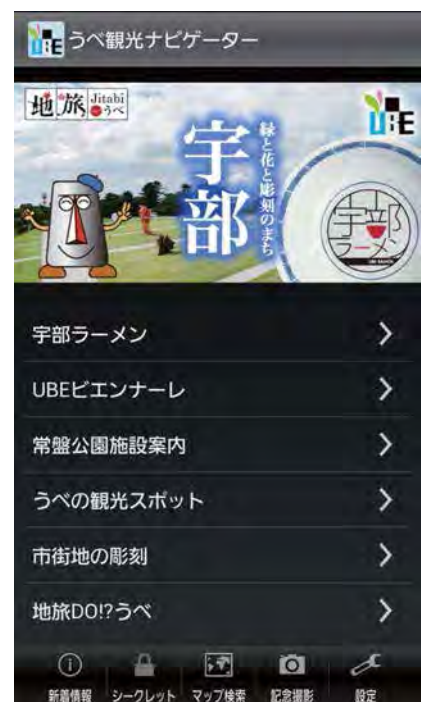 UBE うべ観光ナビゲーター
地 旅 Jitabi うべ
UBE
宇部
緑と花と彫刻のまち
宇部
ラーメン
宇部ラーメン
UBEビエンナーレ
常盤公園施設案内
うべの観光スポット
市街地の彫刻
地旅DO!?うべ
新着情報 シークレット マップ検索 記念撮影 設定